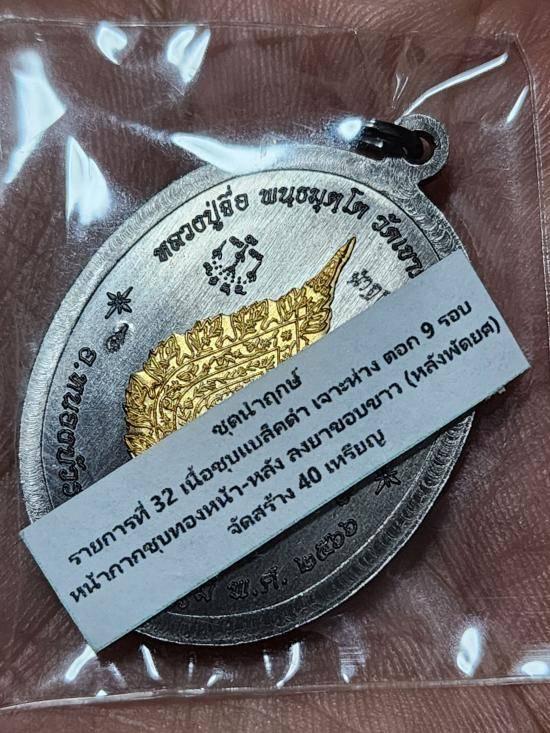 หลวงปู่จื่อ พนฺธมุตฺโต วัดเขา
ชุดนำฤกษ์
รายการที่ 32 เนื้อชุบแบล็คดำ เจาะห่วง ตอก 9 รอบ
หน้ากากชุบทองหน้า-หลัง ลงยาขอบขาว (หลังพัดยศ)
จัดสร้าง 40 เหรียญ
พ.ศ. ๒๕๖๖